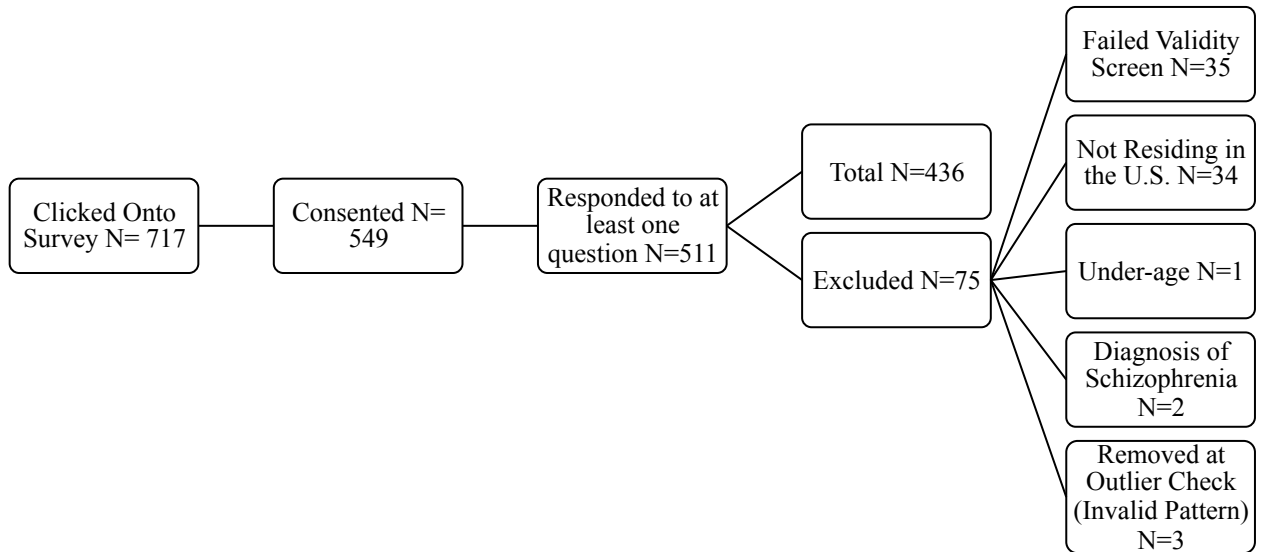 Clicked Onto
Survey N= 717
Consented N=
549
Responded to at
least one
question N=511
Total N=436
Excluded N=75
Failed Validity
Screen N=35
Not Residing in
the U.S. N=34
Under-age N=1
Diagnosis of
Schizophrenia
N=2
Removed at
Outlier Check
(Invalid Pattern)
N=3